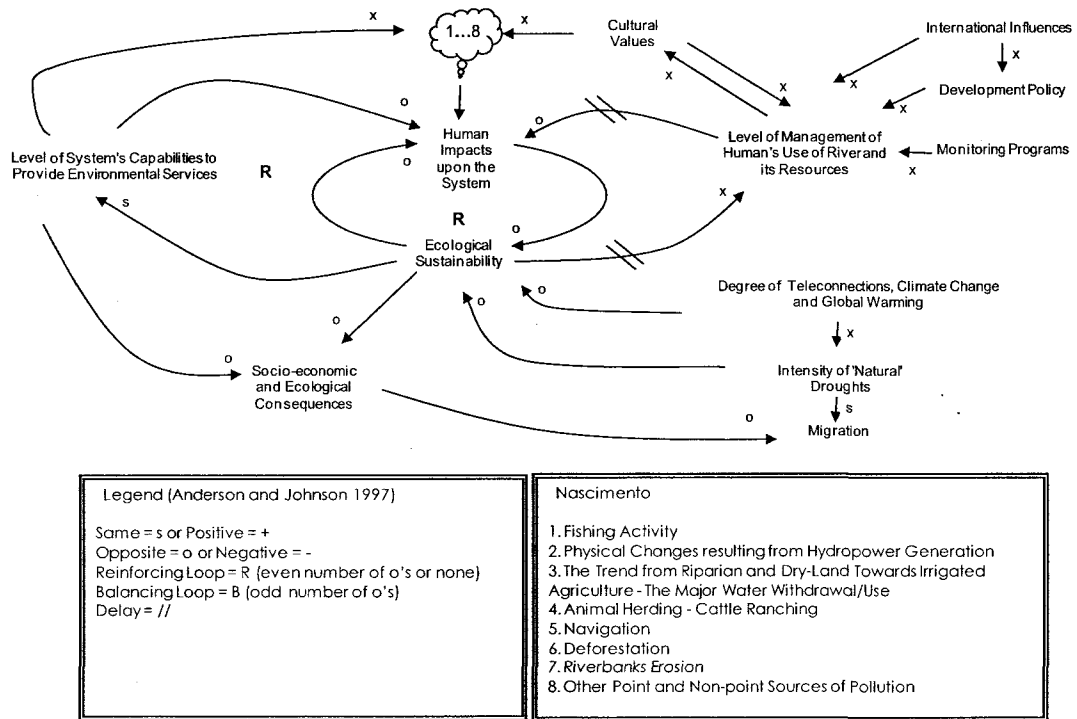 x
1...8
x
Cultural
Values
International Influences
x
x
x
x
x
Development Policy
o
Human
Impacts
upon the
System
o
Level of Management of
Human's Use of River and
its Resources
Monitoring Programs
x
Level of System's Capabilities to
Provide Environmental Services
R
o
s
R
x
o
Ecological
Sustainability
Degree of Teleconnections, Climate Change
and Global Warming
o
o
o
x
o
Socio-economic
and Ecological
Consequences
Intensity of 'Natural'
Droughts
s
o
Migration
Legend (Anderson and Johnson 1997)
Same = s or Positive = +
Opposite = o or Negative = -
Reinforcing Loop = R (even number of o's or none)
Balancing Loop = B (odd number of o's)
Delay = //
Nascimento
1. Fishing Activity
2. Physical Changes resulting from Hydropower Generation
3. The Trend from Riparian and Dry-Land Towards Irrigated
Agriculture - The Major Water Withdrawal/Use
4. Animal Herding - Cattle Ranching
5. Navigation
6. Deforestation
7. Riverbanks Erosion
8. Other Point and Non-point Sources of Pollution